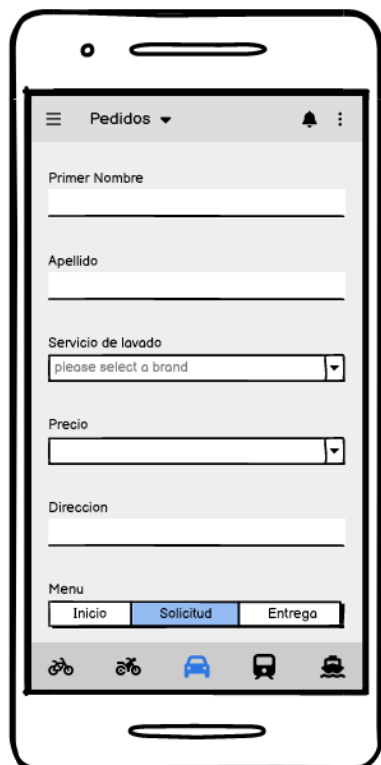 Pedidos
Primer Nombre
Apellido
Servicio de lavado
please select a brand
Precio
Direccion
Menu
Inicio Solicitud Entrega